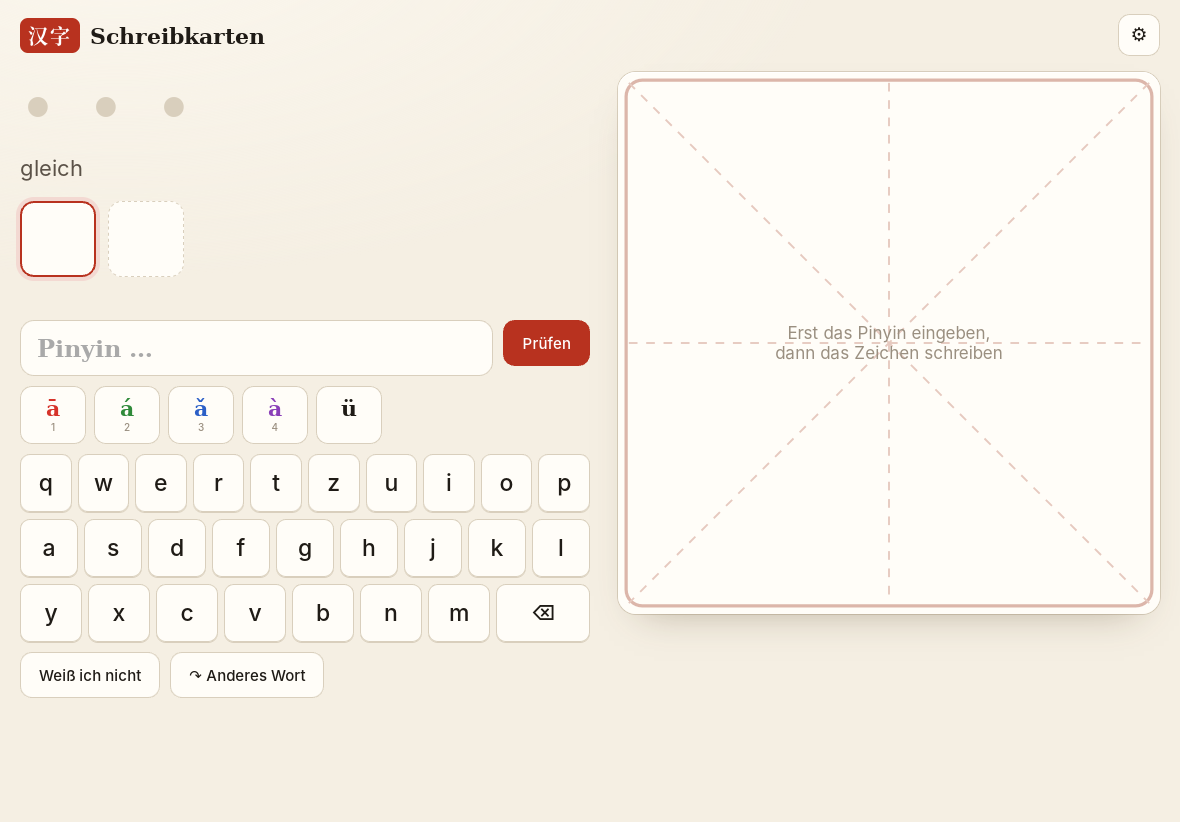 汉字 Schreibkarten
⚙
gleich
Pinyin ...
Prüfen
ā á ǎ à ü
1 2 3 4
q w e r t z u i o p
a s d f g h j k l
y x c v b n m ⌫
Weiß ich nicht
↷ Anderes Wort
Erst das Pinyin eingeben,
dann das Zeichen schreiben